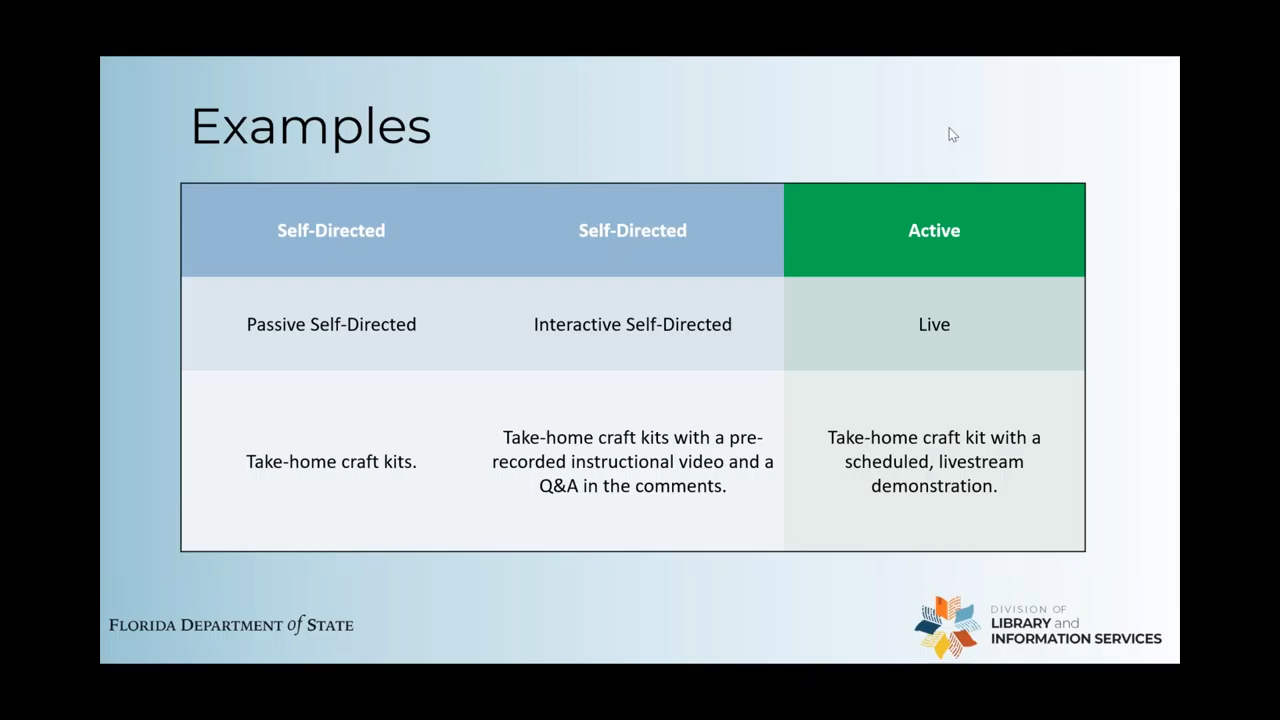 Examples
Self-Directed
Self-Directed
Active
Passive Self-Directed
Interactive Self-Directed
Live
Take-home craft kits.
Take-home craft kits with a pre-
recorded instructional video and a
Q&A in the comments.
Take-home craft kit with a
scheduled, livestream
demonstration.
FLORIDA DEPARTMENT of STATE
DIVISION OF
LIBRARY and
INFORMATION SERVICES